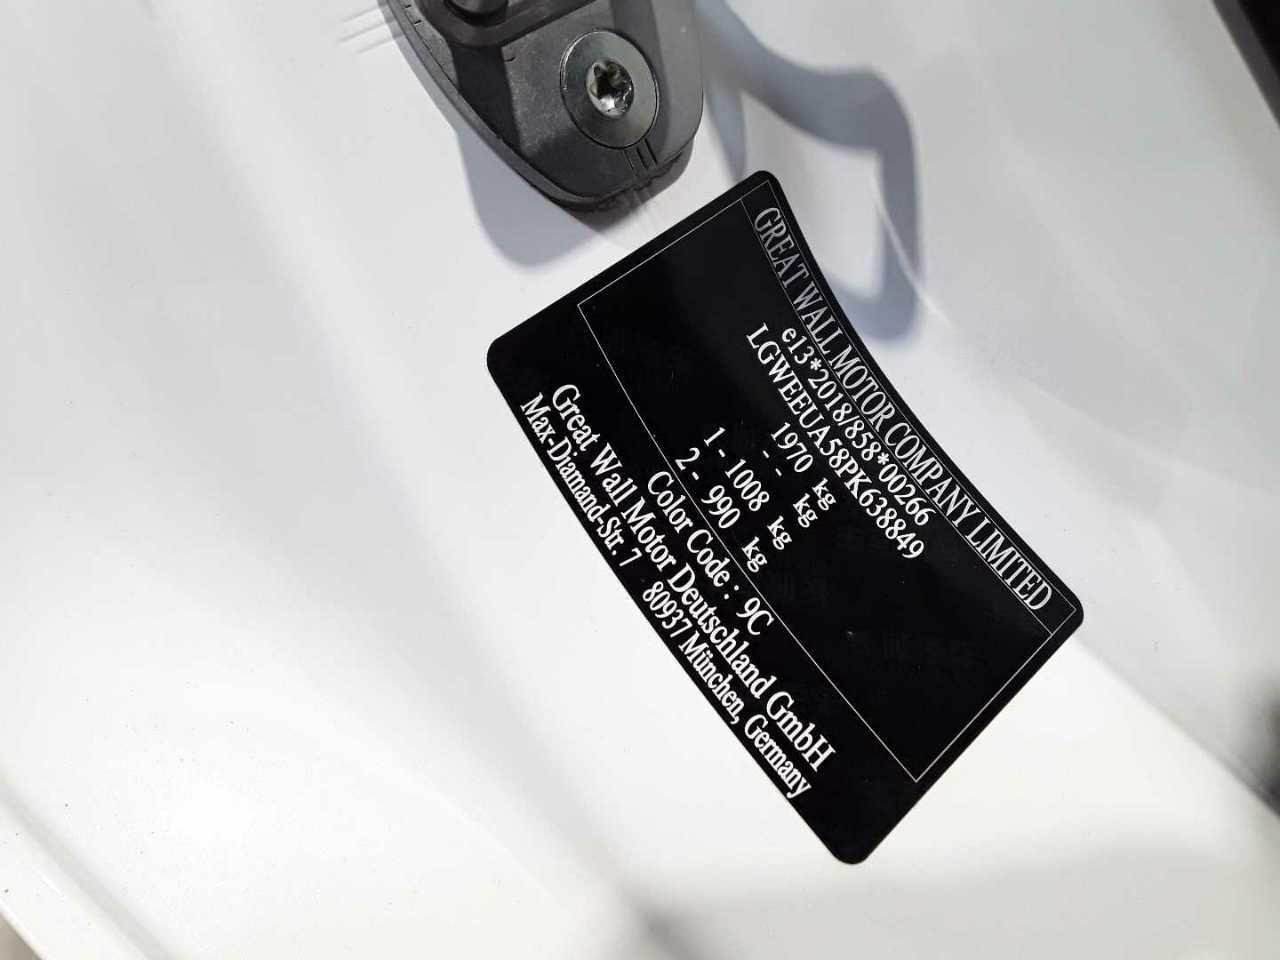 GREAT WALL MOTOR COMPANY LIMITED
e13*2018/858*00266
LGWEEUA58PK638849
1970 kg
- - kg
1 - 1008 kg
2 - 990 kg
Color Code : 9C
Great Wall Motor Deutschland GmbH
Max-Diamand-Str. 7 80937 München, Germany